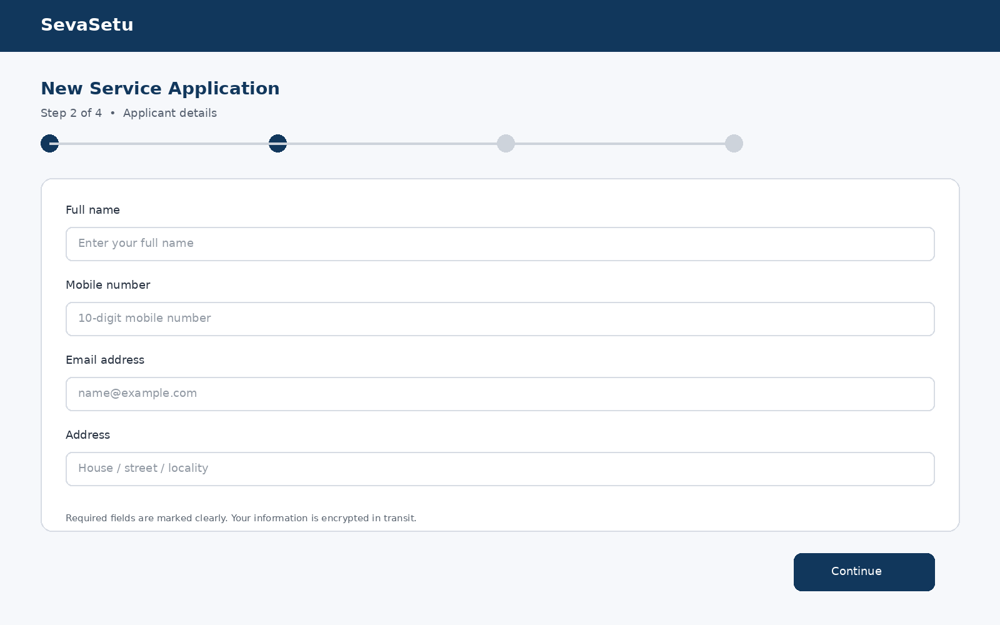 SevaSetu
New Service Application
Step 2 of 4 • Applicant details
Full name
Enter your full name
Mobile number
10-digit mobile number
Email address
name@example.com
Address
House / street / locality
Required fields are marked clearly. Your information is encrypted in transit.
Continue